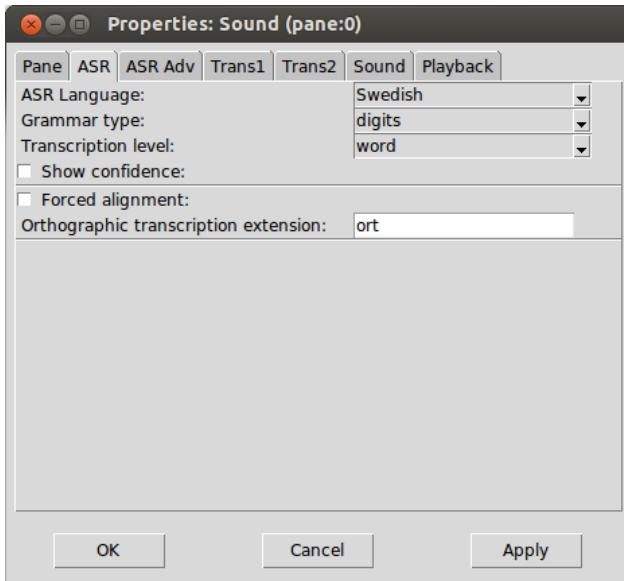 Properties: Sound (pane:0)
Pane ASR ASR Adv Trans1 Trans2 Sound Playback
ASR Language: Swedish
Grammar type: digits
Transcription level: word
Show confidence:
Forced alignment:
Orthographic transcription extension: ort
OK Cancel Apply